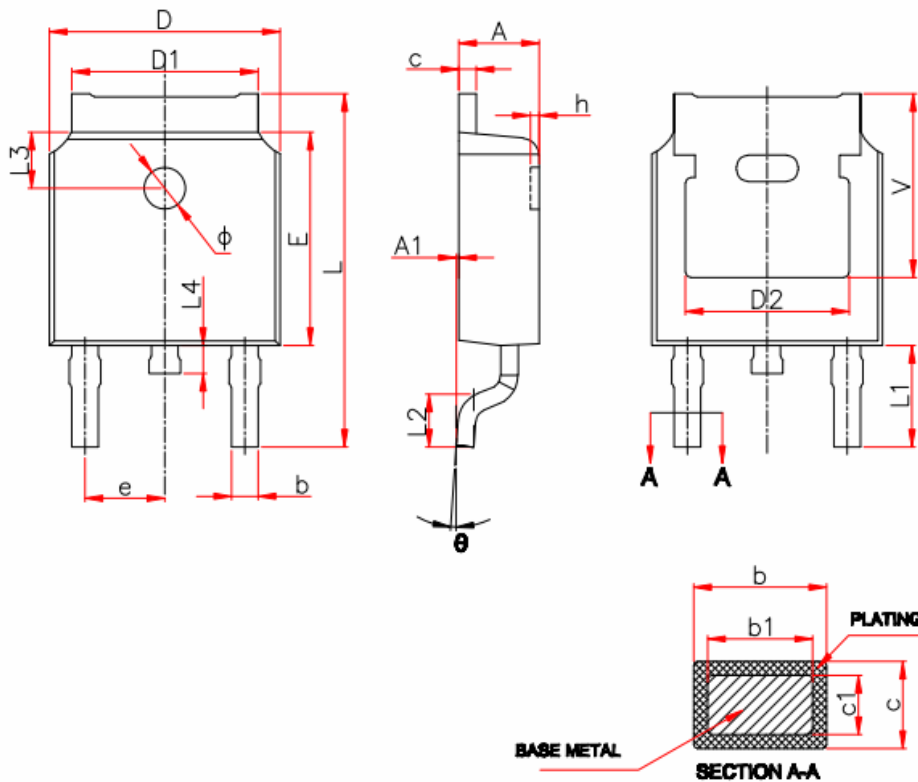 D
D1
L3
ϕ
E
L
L4
e
b
A
c
h
A1
L2
θ
V
D2
L1
A
A
b
b1
PLATING
c1
c
BASE METAL
SECTION A-A